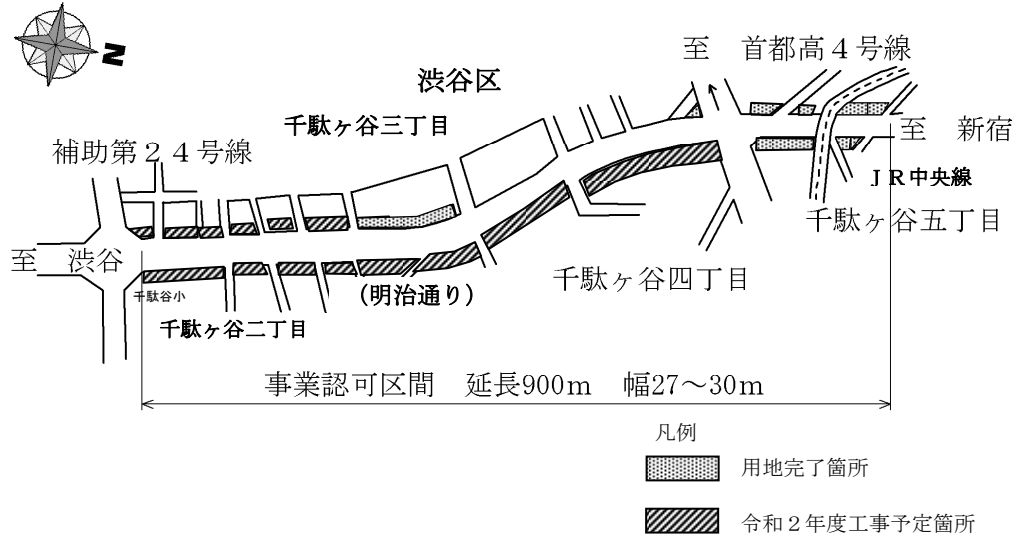 N
至　首都高４号線
渋谷区
千駄ヶ谷三丁目
至　新宿
補助第２４号線
ＪＲ中央線
千駄ヶ谷五丁目
至　渋谷
千駄ヶ谷四丁目
千駄谷小
（明治通り）
千駄ヶ谷二丁目
事業認可区間　延長900ｍ　幅27～30ｍ
凡例
用地完了箇所
令和２年度工事予定箇所